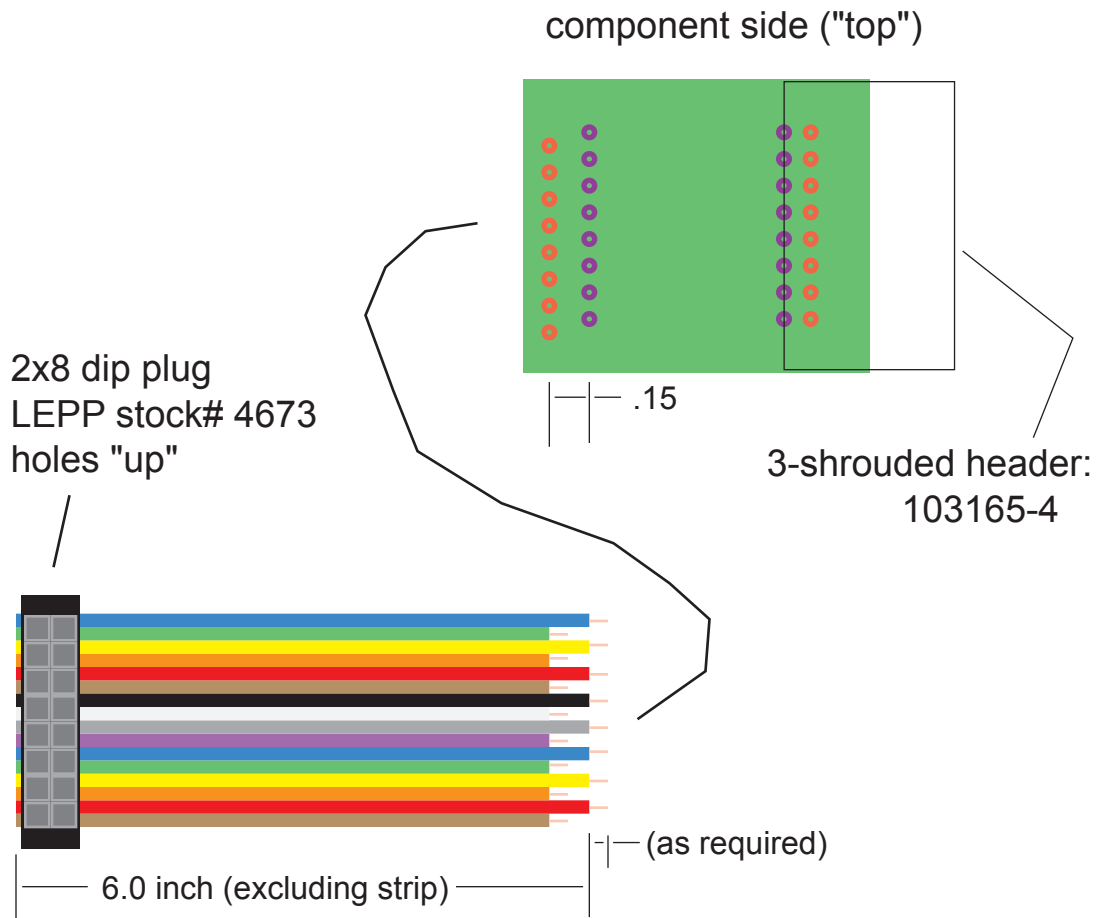 component side ("top")
.15
2x8 dip plug
LEPP stock# 4673
holes "up"
3-shrouded header:
103165-4
(as required)
6.0 inch (excluding strip)